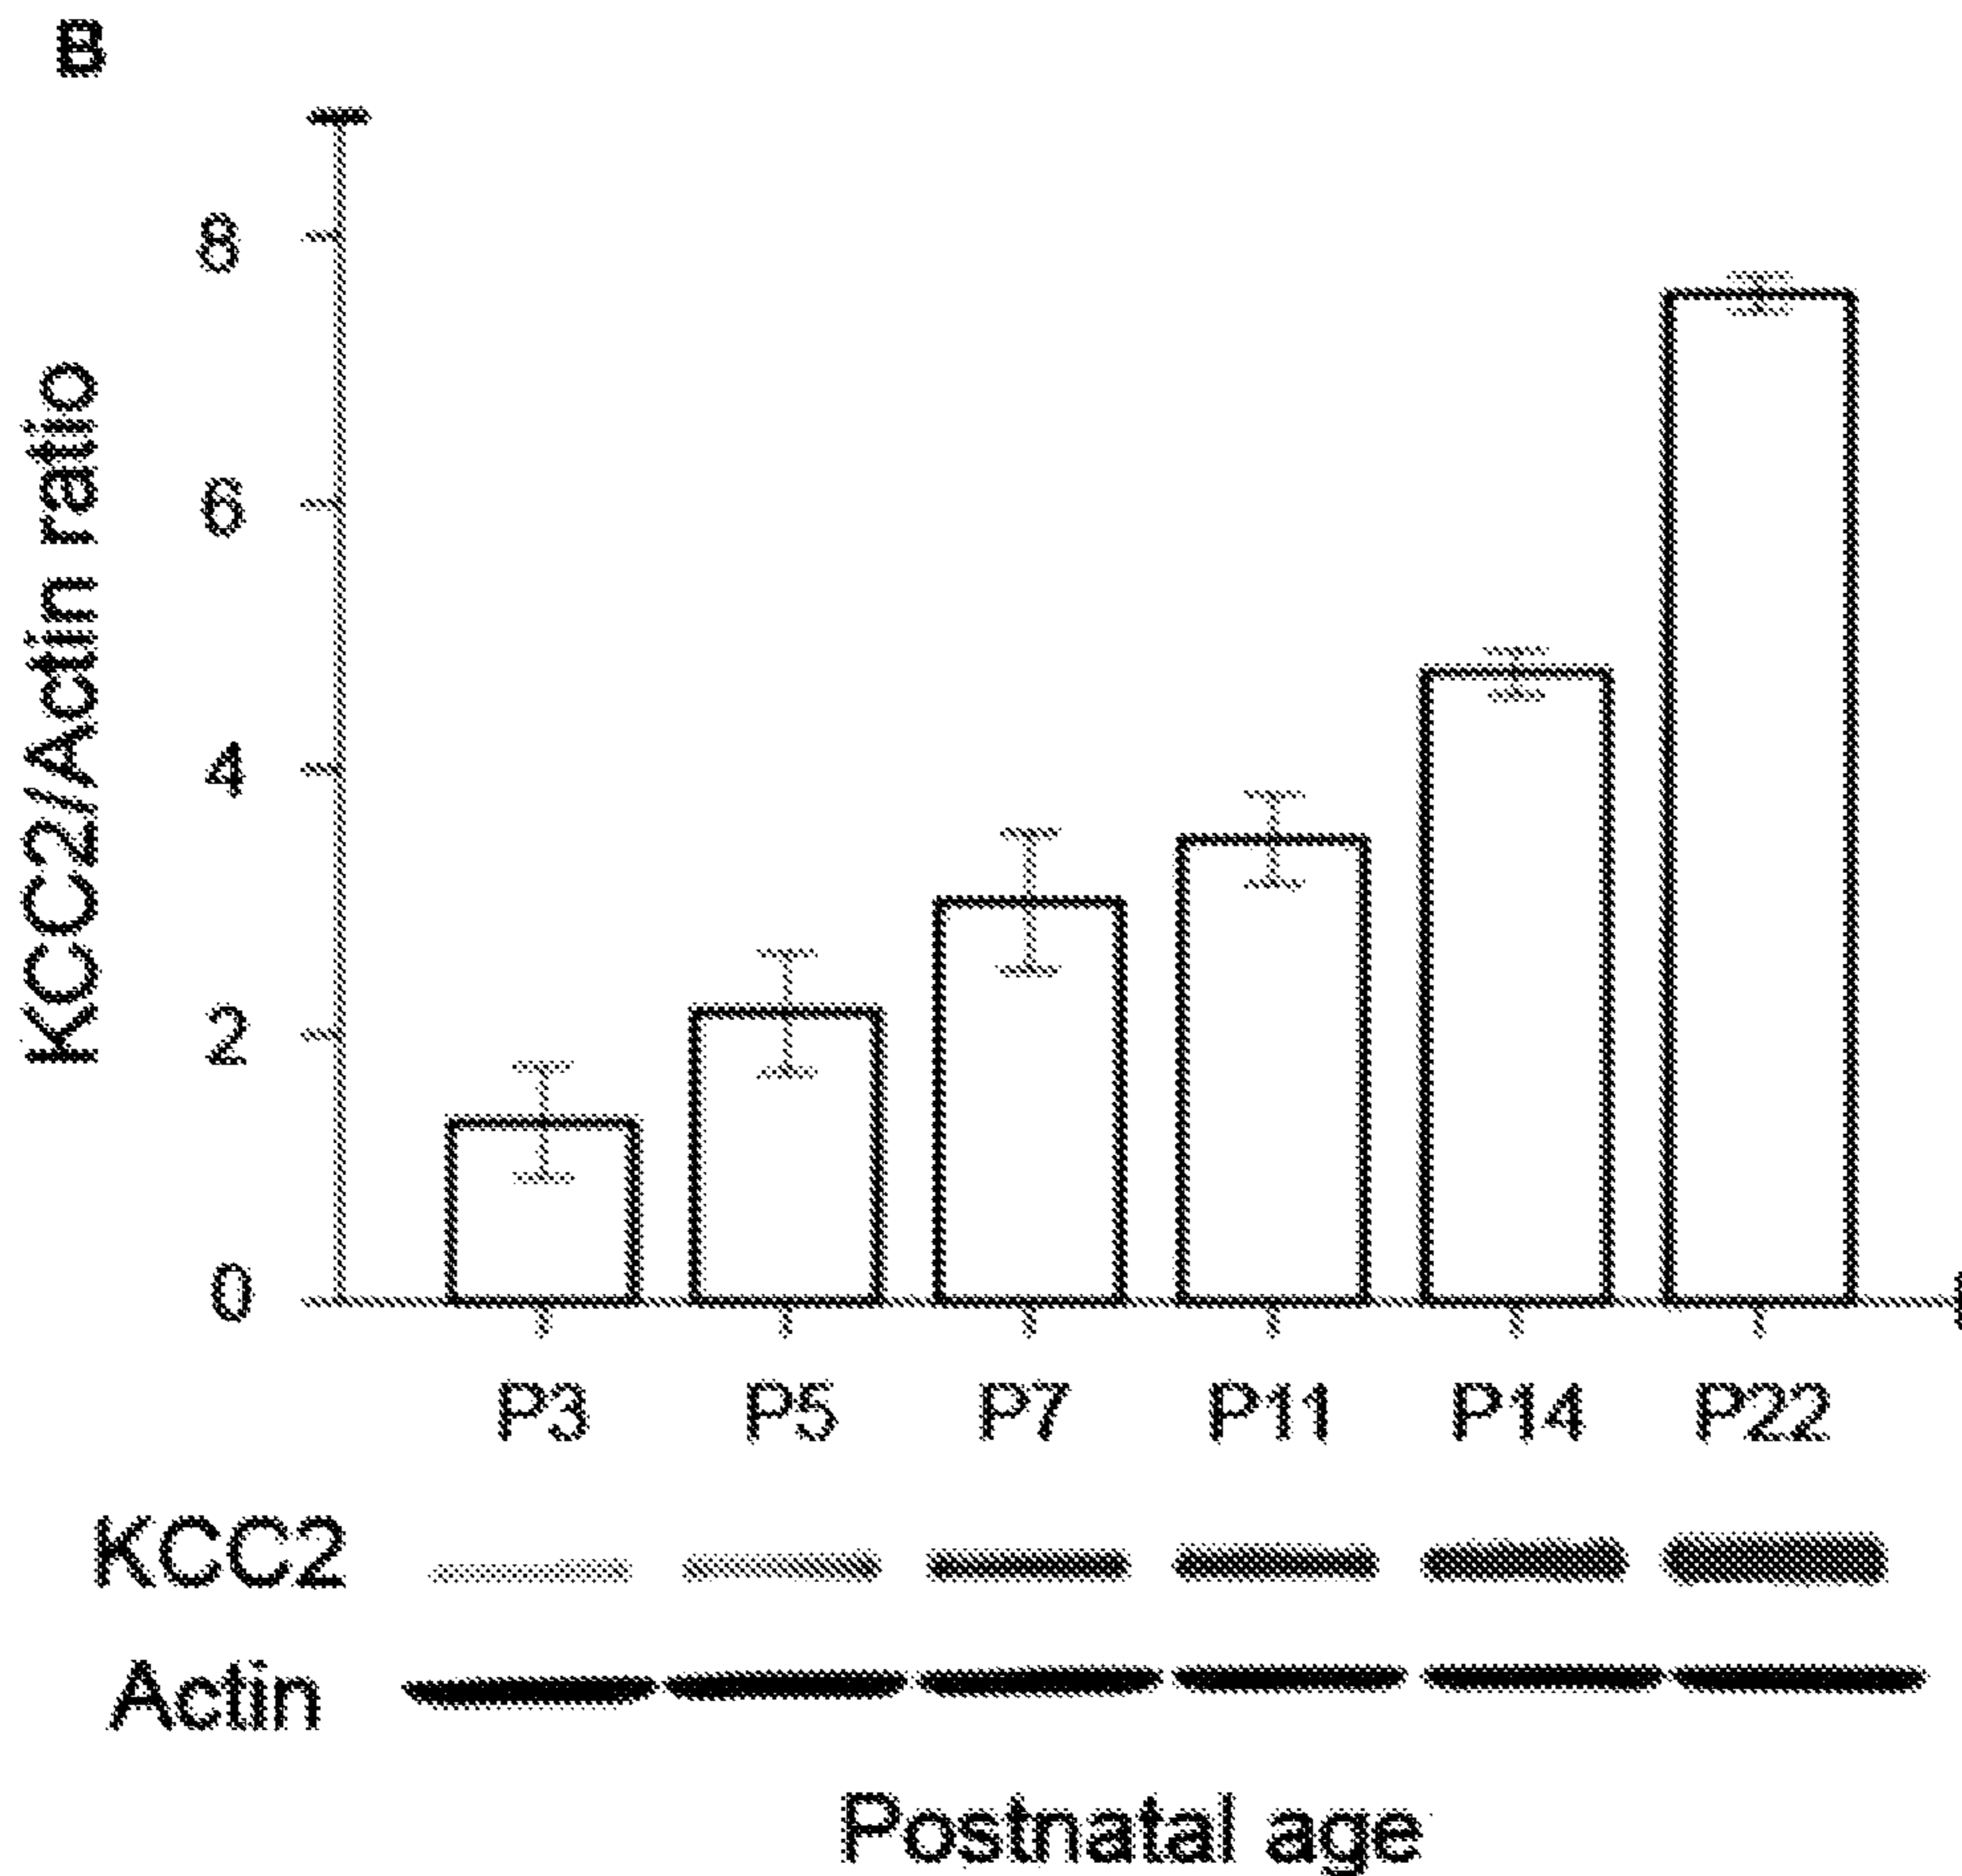 B
KCC2/Actin ratio
8
6
4
2
0
P3 P5 P7 P11 P14 P22
KCC2
Actin
Postnatal age